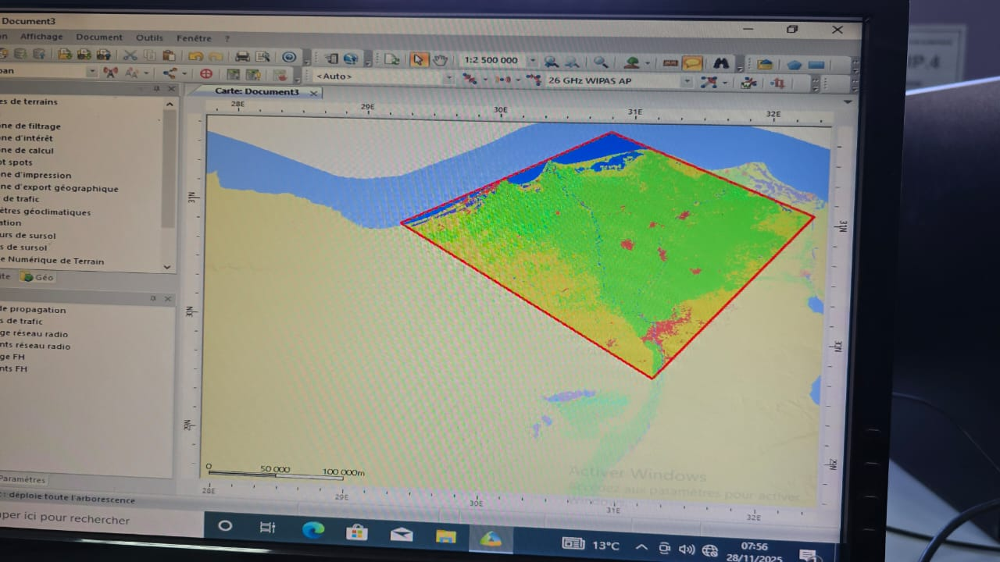 Document3
Affichage Document Outils Fenêtre ?
1:2 500 000
<Auto>
26 GHz WIPAS AP
Carte: Document3
28E 29E 30E 31E 32E
es de terrains
ne de filtrage
ne d'intérêt
ne de calcul
ot spots
ne d'impression
ne d'export géographique
de trafic
ètres géoclimatiques
ation
urs de sursol
s de sursol
e Numérique de Terrain
Géo
de propagation
s de trafic
ge réseau radio
nts réseau radio
ge FH
nts FH
Paramètres
: déploie toute l'arborescence
31N
30N
29N
31N
30N
29N
0 50 000 100 000m
28E 29E 30E 31E 32E
Activer Windows
Accédez aux paramètres pour activer
Windows.
per ici pour rechercher
13°C
07:56
28/11/2025
P.4